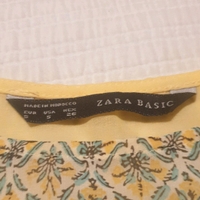 MADE IN MOROCCO
EUR USA MEX
S S 26
ZARA BASIC